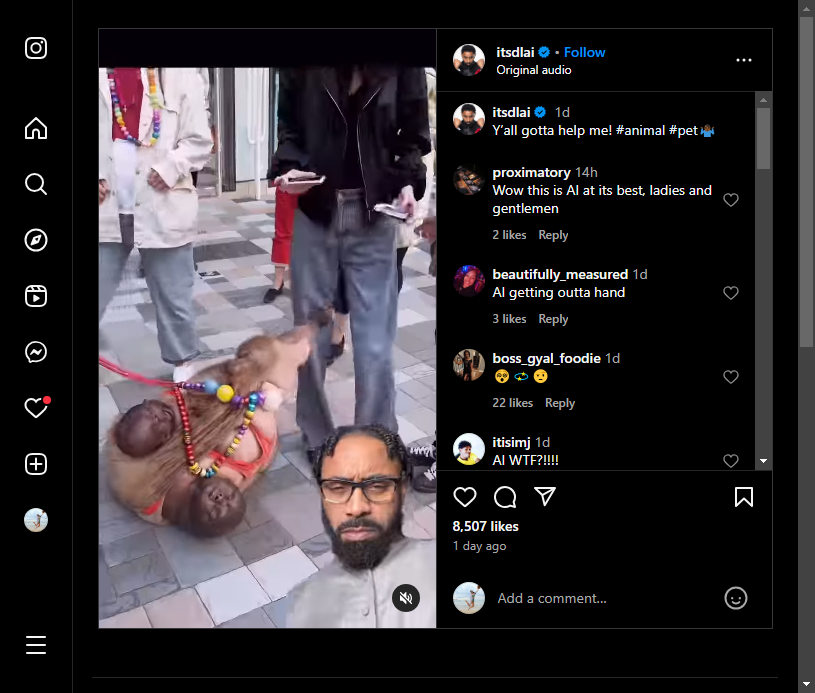 itsdlai • Follow
Original audio
itsdlai 1d
Y'all gotta help me! #animal #pet🤷🏿‍♂️
proximatory 14h
Wow this is AI at its best, ladies and
gentlemen
2 likes Reply
beautifully_measured 1d
AI getting outta hand
3 likes Reply
boss_gyal_foodie 1d
😵‍💫 💫 🫤
22 likes Reply
itisimj 1d
AI WTF?!!!!
8,507 likes
1 day ago
Add a comment...